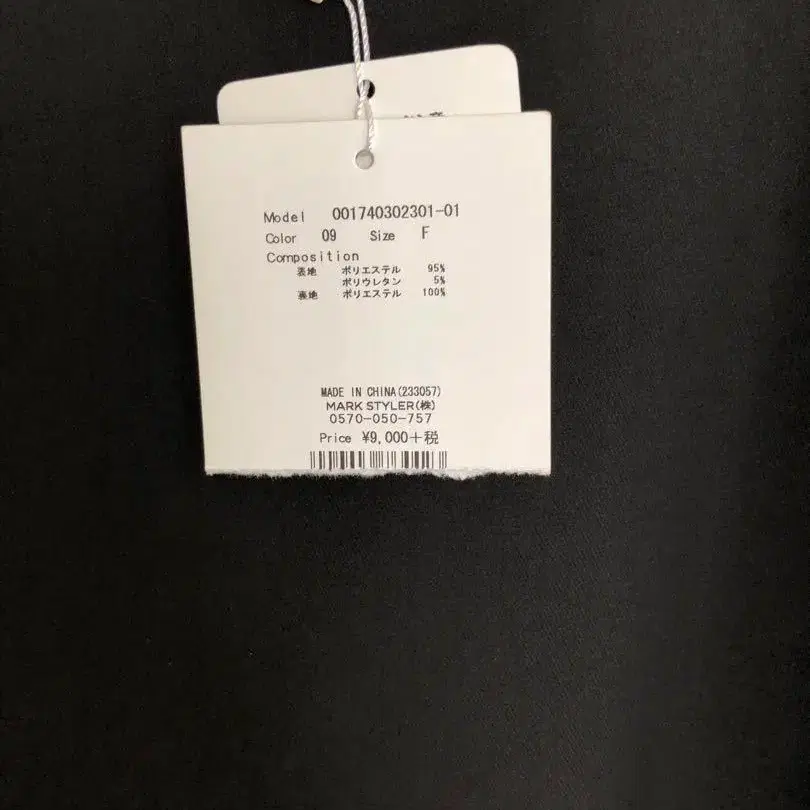 Model 001740302301-01
Color 09 Size F
Composition
表地 ポリエステル 95%
ポリウレタン 5%
裏地 ポリエステル 100%
MADE IN CHINA(233057)
MARK STYLER(株)
0570-050-757
Price ¥9,000+税